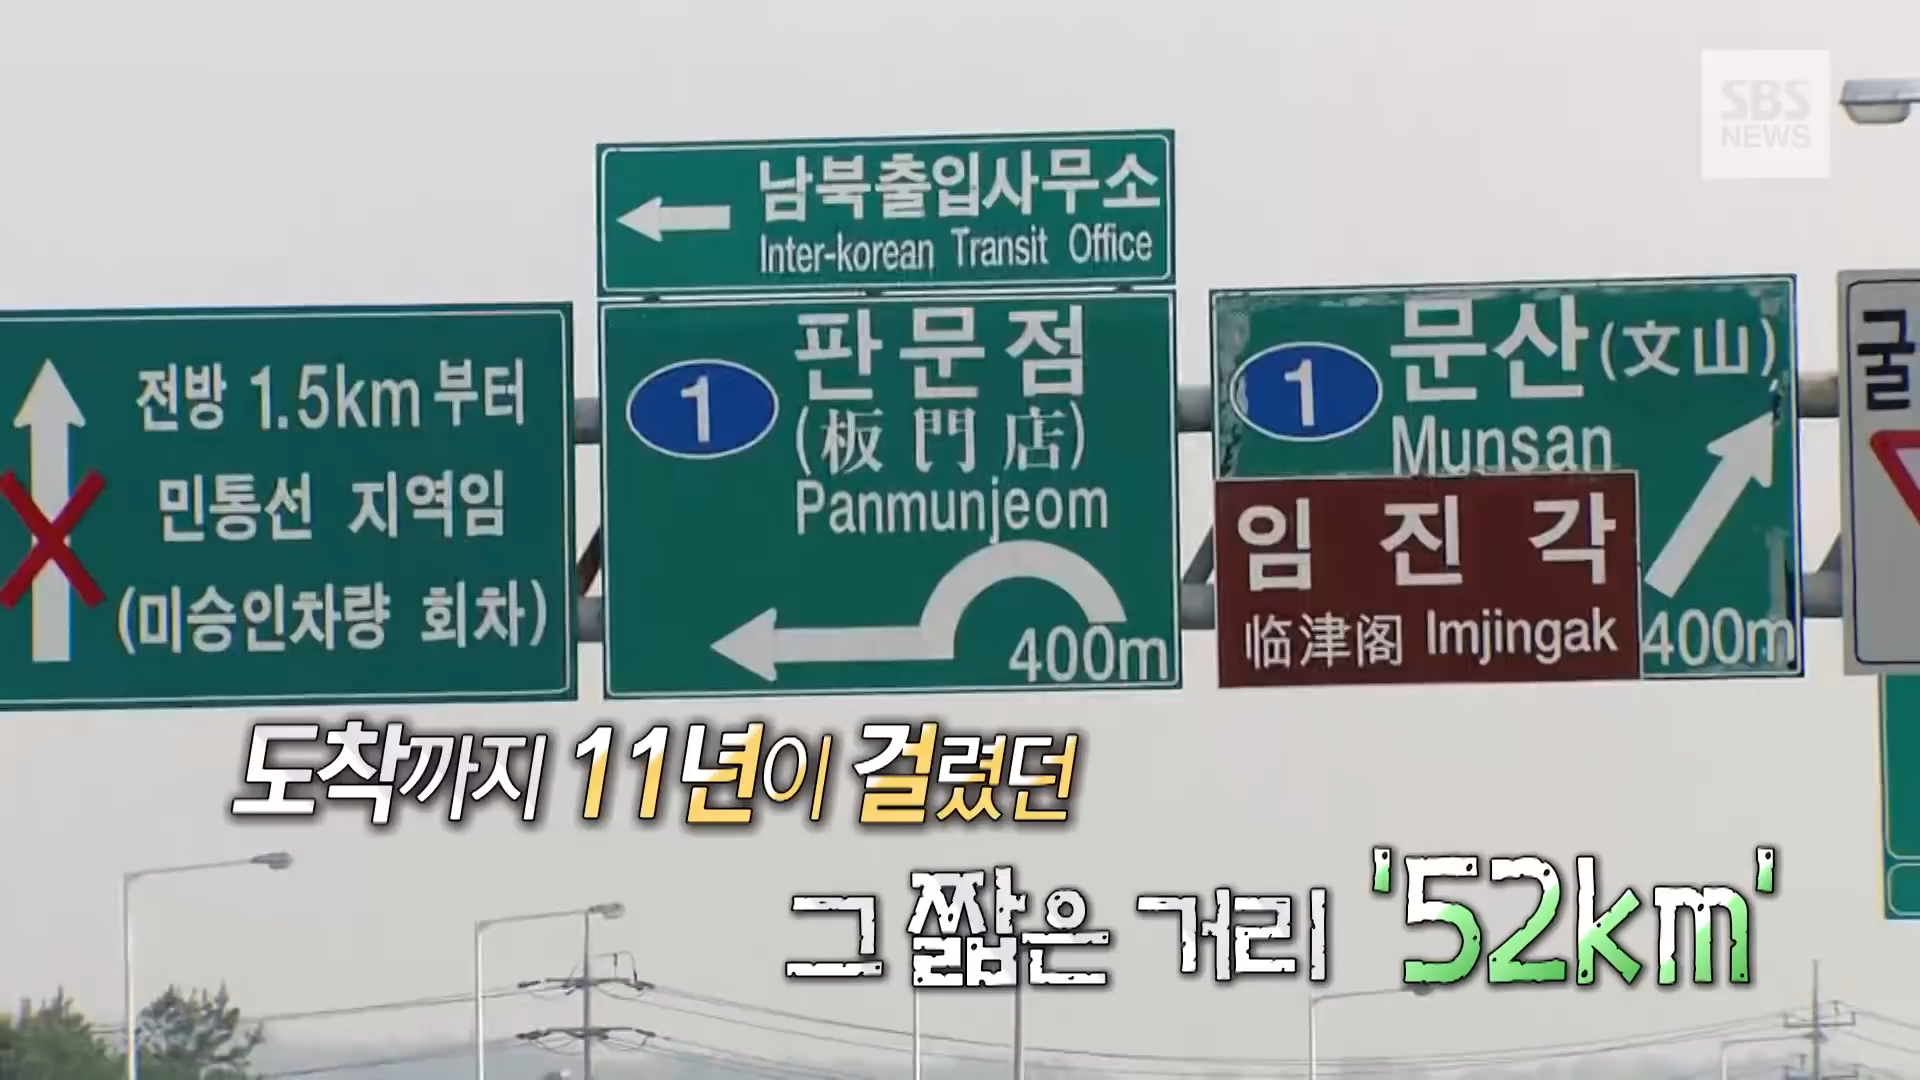 SBS
NEWS
남북출입사무소
Inter-korean Transit Office
전방 1.5km 부터
민통선 지역임
(미승인차량 회차)
1
판문점
(板門店)
Panmunjeom
400m
1
문산(文山)
Munsan
임진각
临津阁 Imjingak
400m
굴
도착까지 11년이 걸렸던
그 짧은 거리 '52km'